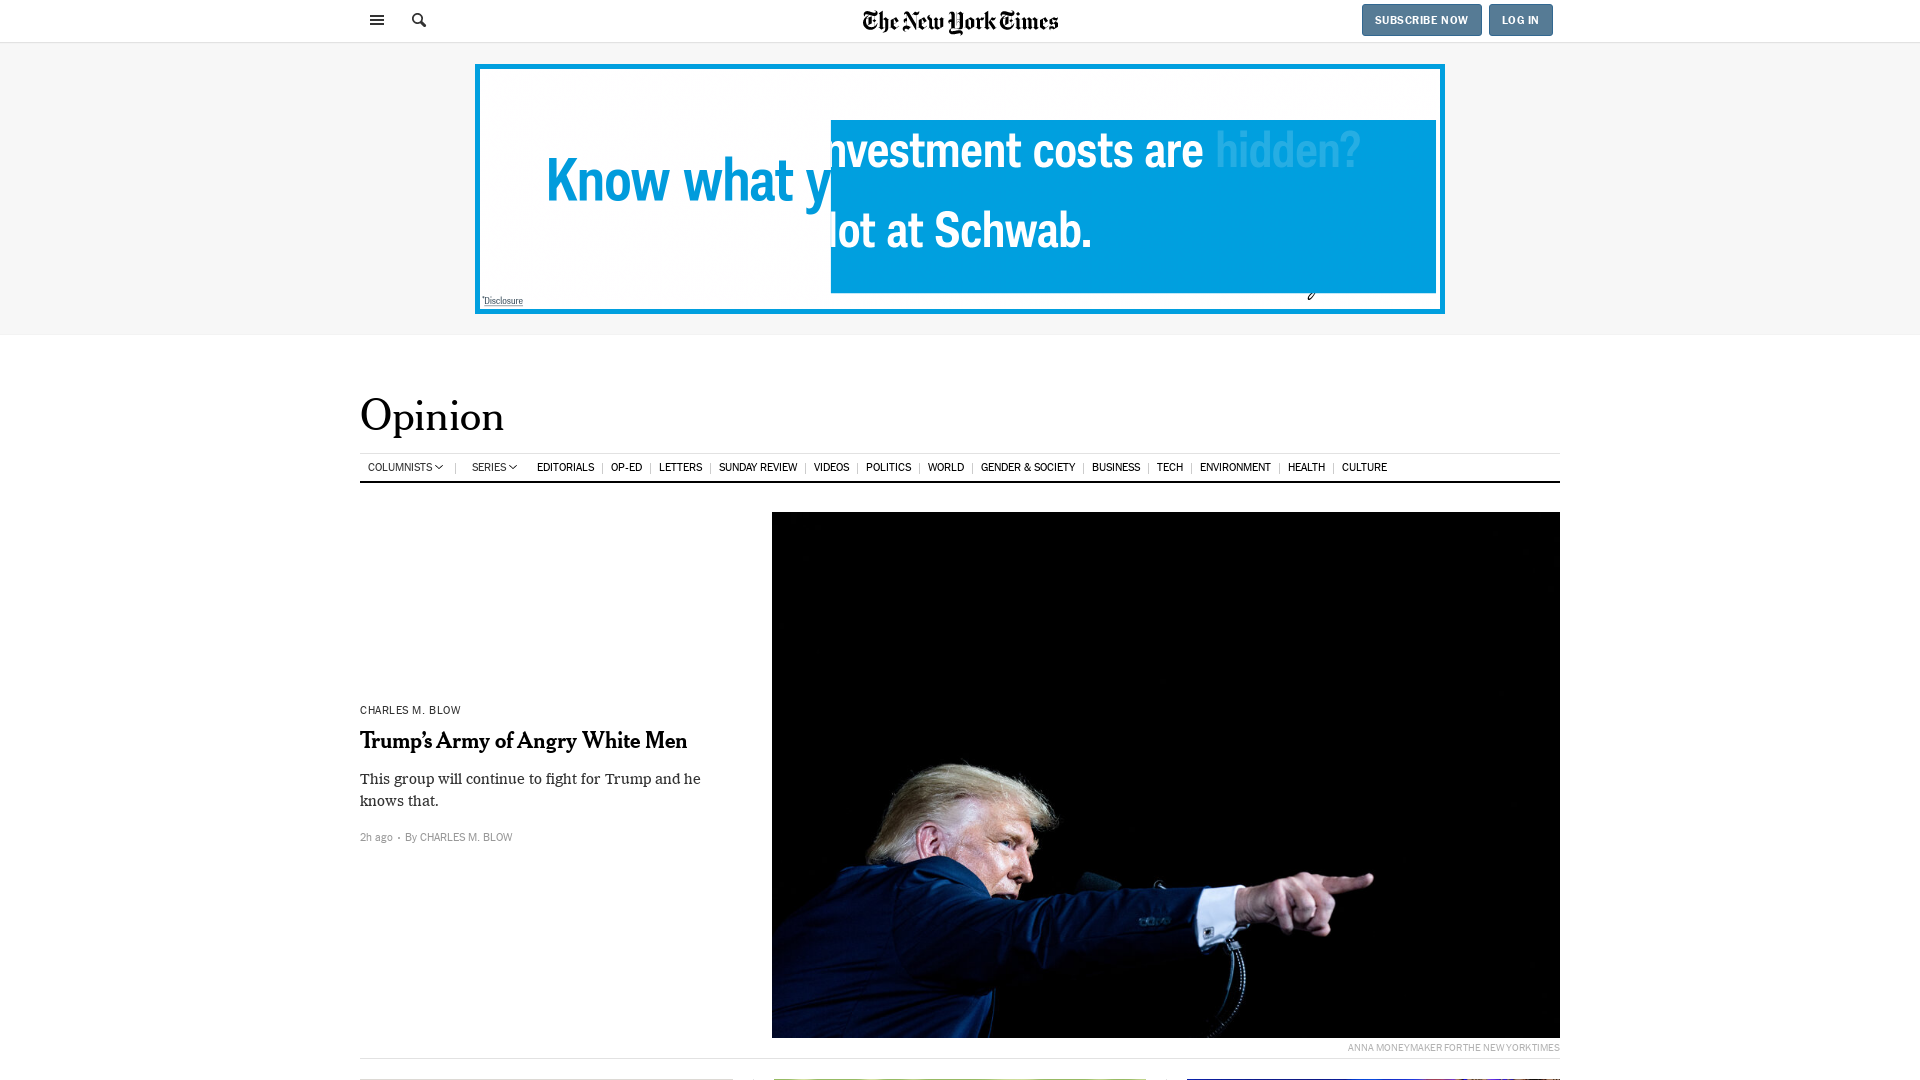 The New York Times
SUBSCRIBE NOW
LOG IN
Know what
nvestment costs are hidden?
ot at Schwab.
*Disclosure
Opinion
COLUMNISTS
SERIES
EDITORIALS
OP-ED
LETTERS
SUNDAY REVIEW
VIDEOS
POLITICS
WORLD
GENDER & SOCIETY
BUSINESS
TECH
ENVIRONMENT
HEALTH
CULTURE
CHARLES M. BLOW
Trump’s Army of Angry White Men
This group will continue to fight for Trump and he
knows that.
2h ago • By CHARLES M. BLOW
ANNA MONEYMAKER FOR THE NEW YORK TIMES